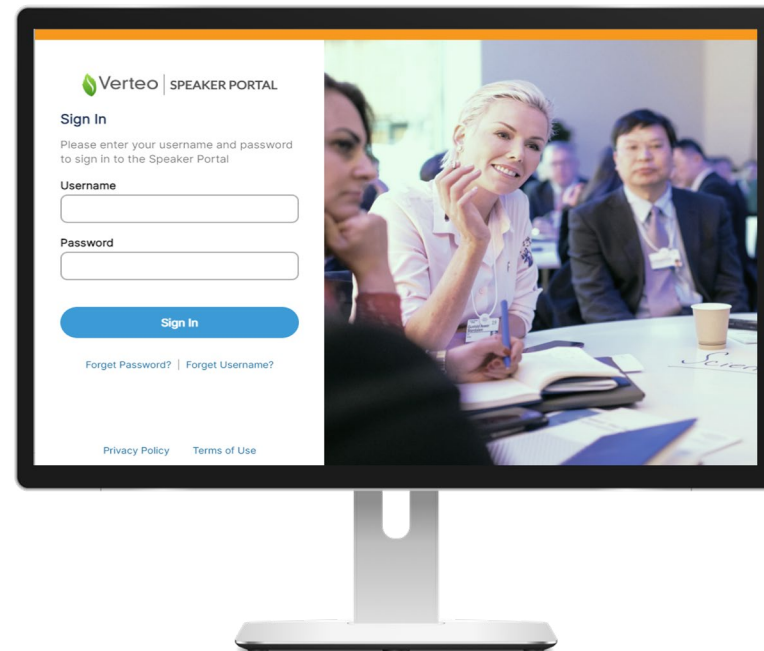 Verteo | SPEAKER PORTAL
Sign In
Please enter your username and password
to sign in to the Speaker Portal
Username
Password
Sign In
Forget Password? | Forget Username?
Privacy Policy Terms of Use